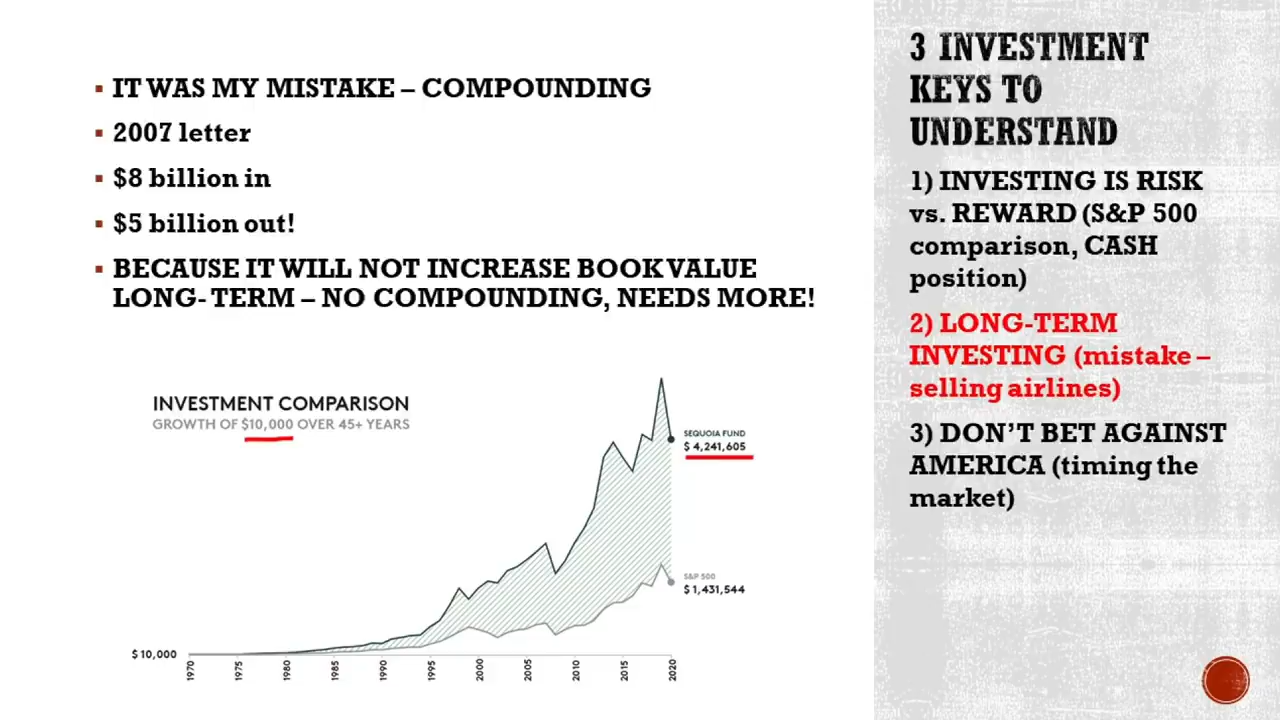 IT WAS MY MISTAKE – COMPOUNDING
2007 letter
$8 billion in
$5 billion out!
BECAUSE IT WILL NOT INCREASE BOOK VALUE
LONG- TERM – NO COMPOUNDING, NEEDS MORE!
INVESTMENT COMPARISON
GROWTH OF $10,000 OVER 45+ YEARS
SEQUOIA FUND
$ 4,241,605
S&P 500
$ 1,431,544
$ 10,000
1970
1975
1980
1985
1990
1995
2000
2005
2010
2015
2020
3 INVESTMENT
KEYS TO
UNDERSTAND
1) INVESTING IS RISK
vs. REWARD (S&P 500
comparison, CASH
position)
2) LONG-TERM
INVESTING (mistake –
selling airlines)
3) DON'T BET AGAINST
AMERICA (timing the
market)